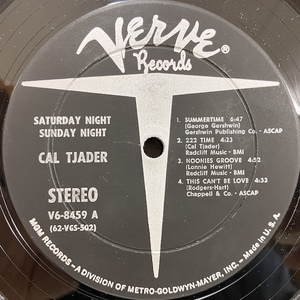 VERVE®
Records
SATURDAY NIGHT
SUNDAY NIGHT
CAL TJADER
STEREO
V6-8459 A
(62-VGS-502)
1. SUMMERTIME 6:47
(George Gershwin)
Gershwin Publishing Co. - ASCAP
2. 222 TIME 4:23
(Cal Tjader)
Radcliff Music - BMI
3. NOONIES GROOVE 4:52
(Lonnie Hewitt)
Radcliff Music - BMI
4. THIS CAN'T BE LOVE 4:33
(Rodgers-Hart)
Chappell & Co. - ASCAP
MGM RECORDS - A DIVISION OF METRO-GOLDWYN-MAYER, INC. - Made in U.S.A.